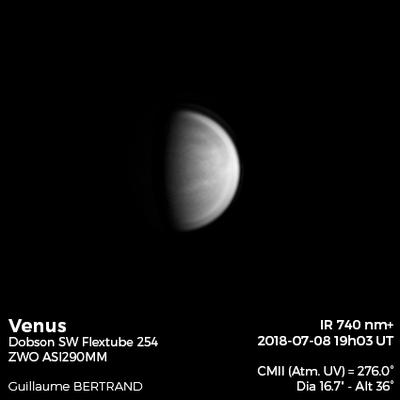 Venus
Dobson SW Flextube 254
ZWO ASI290MM
Guillaume BERTRAND
IR 740 nm+
2018-07-08 19h03 UT
CMII (Atm. UV) = 276.0°
Dia 16.7" - Alt 36°